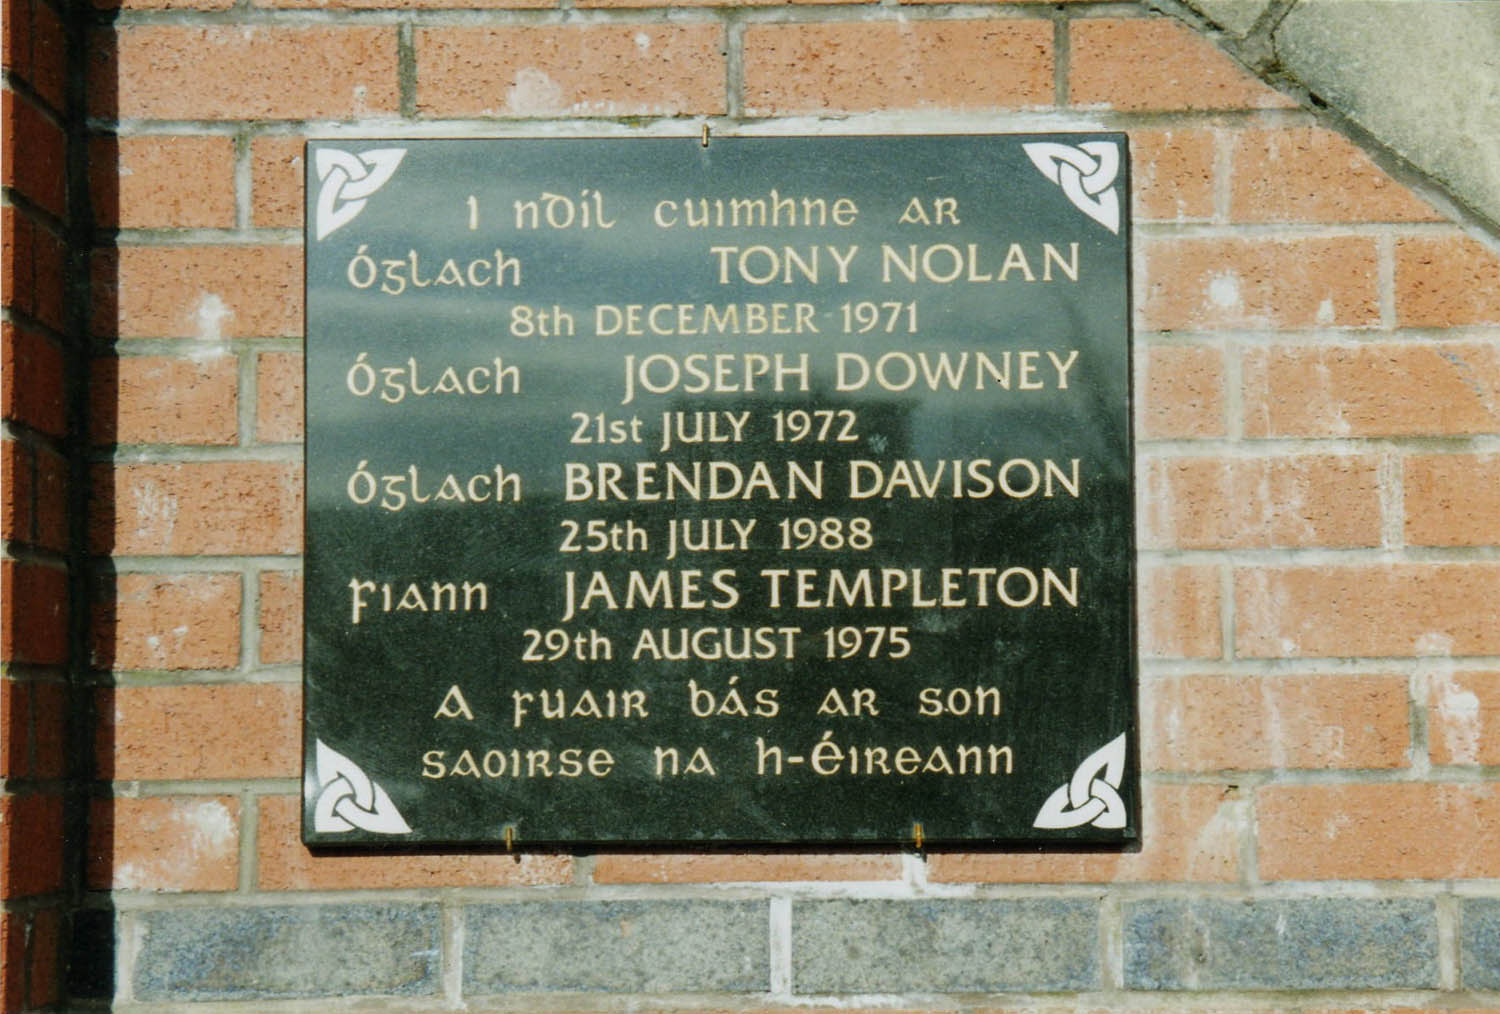 I nDíl cuimhne ar
Óglach TONY NOLAN
8th DECEMBER 1971
Óglach JOSEPH DOWNEY
21st JULY 1972
Óglach BRENDAN DAVISON
25th JULY 1988
Fiann JAMES TEMPLETON
29th AUGUST 1975
A fuair bás ar son
saoirse na h-Éireann